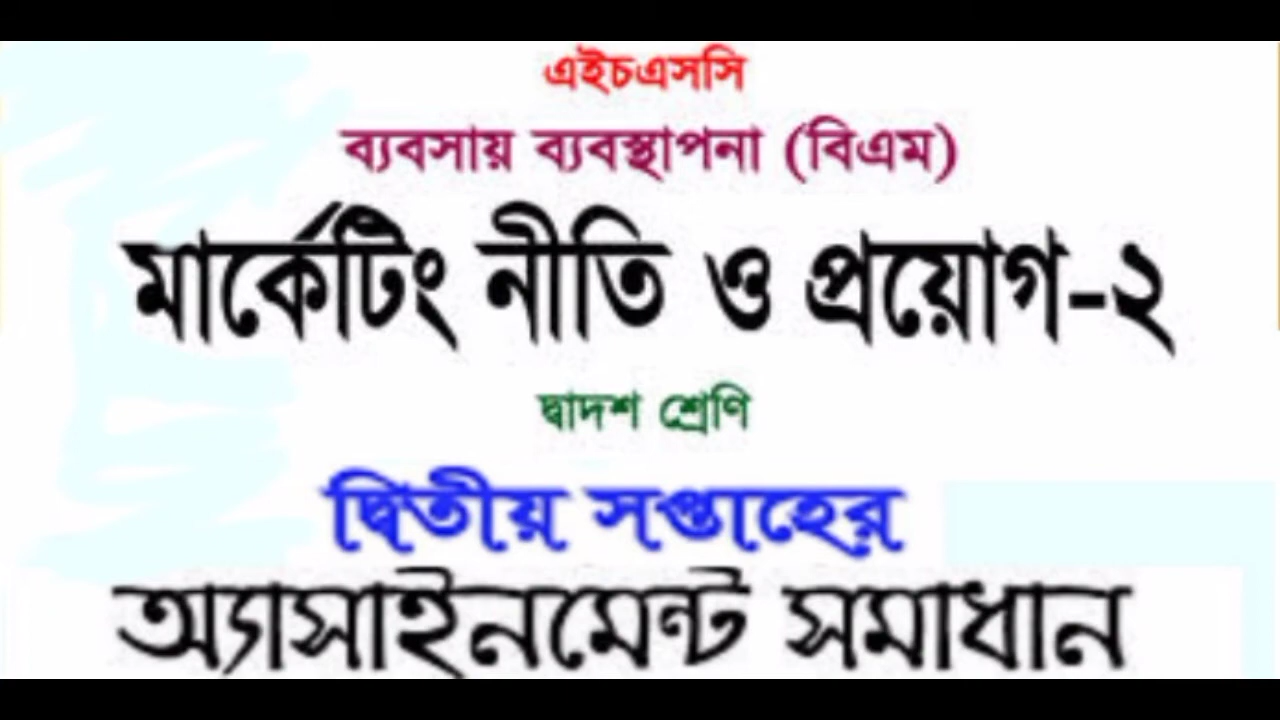 এইচএসসি
ব্যবসায় ব্যবস্থাপনা (বিএম)
মার্কেটিং নীতি ও প্রয়োগ-২
দ্বাদশ শ্রেণি
দ্বিতীয় সপ্তাহের
অ্যাসাইনমেন্ট সমাধান